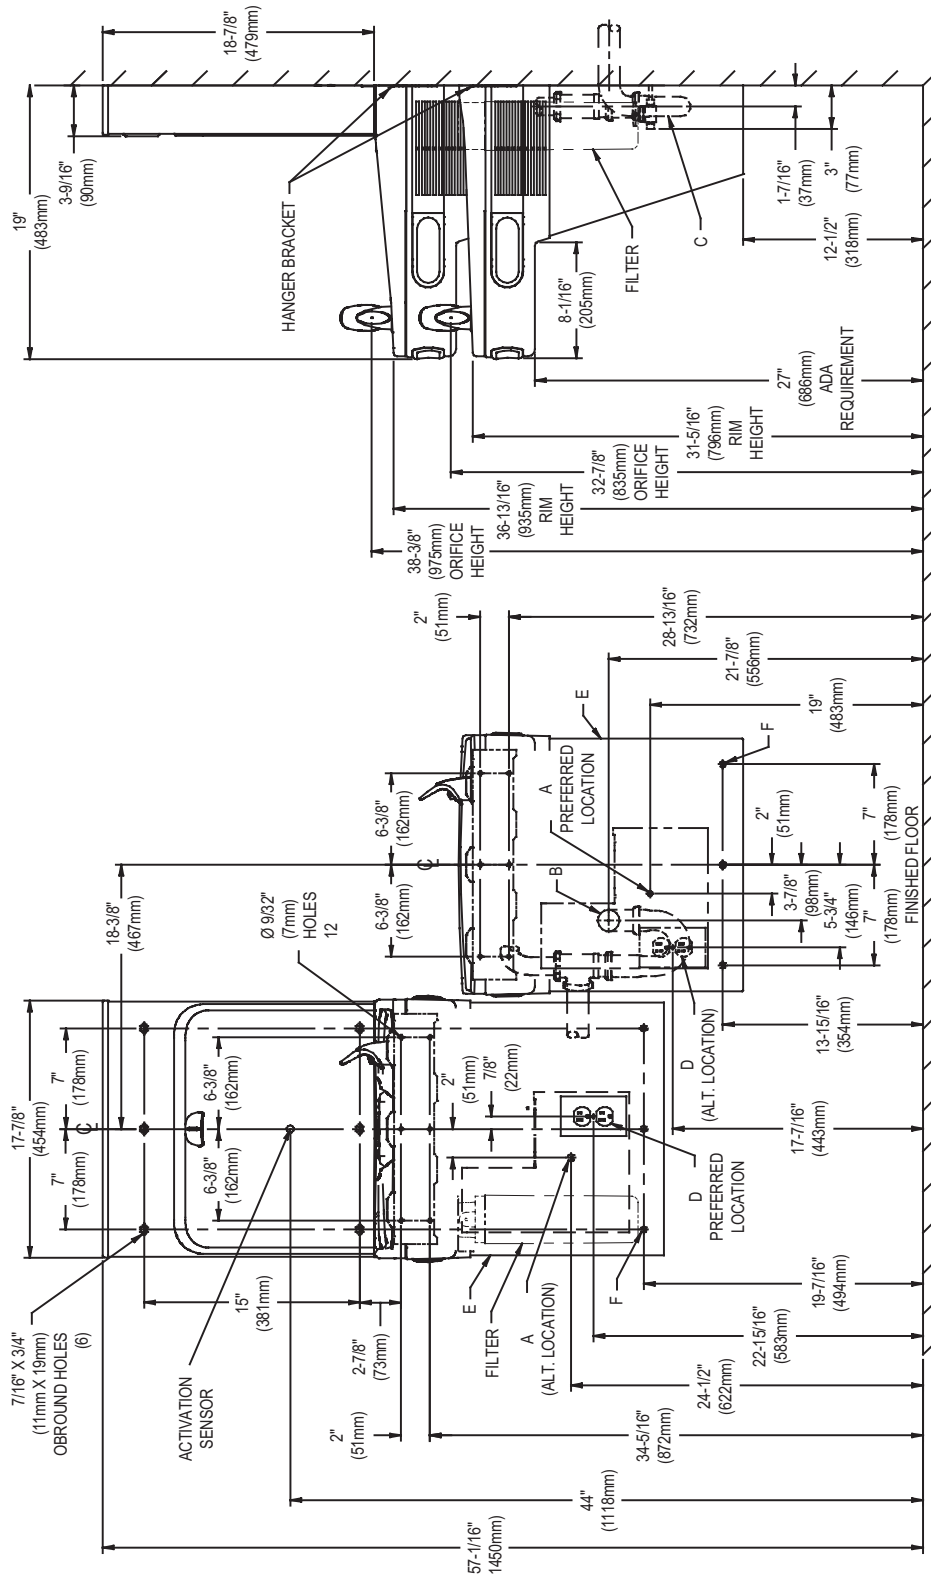 18-7/8"
(479mm)
19"
(483mm)
3-9/16"
(90mm)
HANGER BRACKET
FILTER
C
8-1/16"
(205mm)
1-7/16"
(37mm)
3"
(77mm)
12-1/2"
(318mm)
27"
(686mm)
ADA
REQUIREMENT
31-5/16"
(796mm)
RIM
HEIGHT
32-7/8"
(835mm)
ORIFICE
HEIGHT
36-13/16"
(935mm)
RIM
HEIGHT
38-3/8"
(975mm)
ORIFICE
HEIGHT
2"
(51mm)
28-13/16"
(732mm)
21-7/8"
(556mm)
19"
(483mm)
E
A
PREFERRED
LOCATION
F
B
6-3/8"
(162mm)
6-3/8"
(162mm)
CL
2"
(51mm)
7"
(178mm)
3-7/8"
(98mm)
5-3/4"
(146mm)
7"
(178mm)
FINISHED FLOOR
18-3/8"
(467mm)
Ø 9/32"
(7mm)
HOLES
12
D
(ALT. LOCATION)
13-15/16"
(354mm)
17-7/8"
(454mm)
7"
(178mm)
CL
7"
(178mm)
6-3/8"
(162mm)
6-3/8"
(162mm)
2"
(51mm)
7/8"
(22mm)
17-7/16"
(443mm)
D
PREFERRED
LOCATION
7/16" X 3/4"
(11mm X 19mm)
OBROUND HOLES
(6)
15"
(381mm)
2-7/8"
(73mm)
ACTIVATION
SENSOR
2"
(51mm)
E
FILTER
A
(ALT. LOCATION)
F
19-7/16"
(494mm)
22-15/16"
(583mm)
24-1/2"
(622mm)
34-5/16"
(872mm)
44"
(1118mm)
57-1/16"
1450mm)